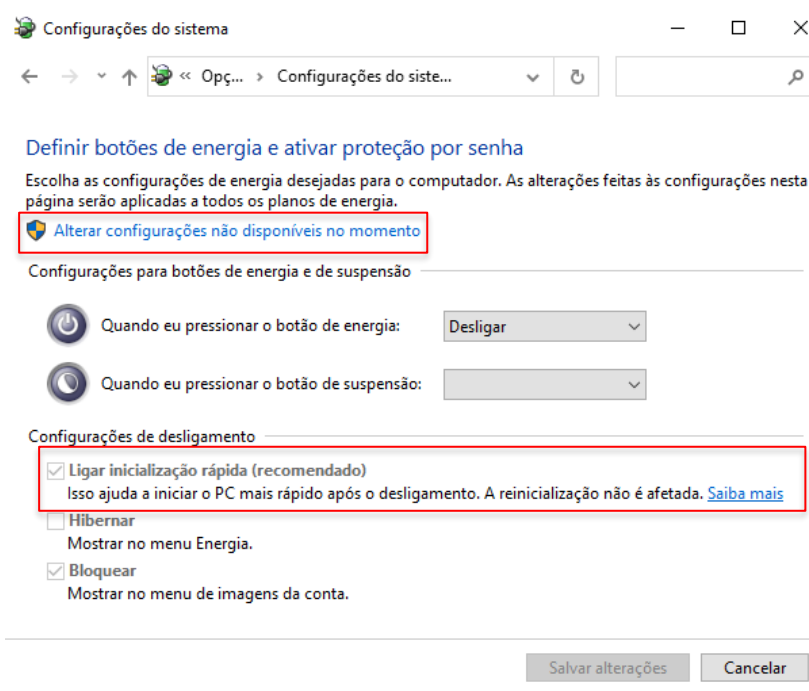 Configurações do sistema
« Opç... › Configurações do siste...
Definir botões de energia e ativar proteção por senha
Escolha as configurações de energia desejadas para o computador. As alterações feitas às configurações nesta
página serão aplicadas a todos os planos de energia.
Alterar configurações não disponíveis no momento
Configurações para botões de energia e de suspensão
Quando eu pressionar o botão de energia: Desligar
Quando eu pressionar o botão de suspensão:
Configurações de desligamento
Ligar inicialização rápida (recomendado)
Isso ajuda a iniciar o PC mais rápido após o desligamento. A reinicialização não é afetada. Saiba mais
Hibernar
Mostrar no menu Energia.
Bloquear
Mostrar no menu de imagens da conta.
Salvar alterações Cancelar